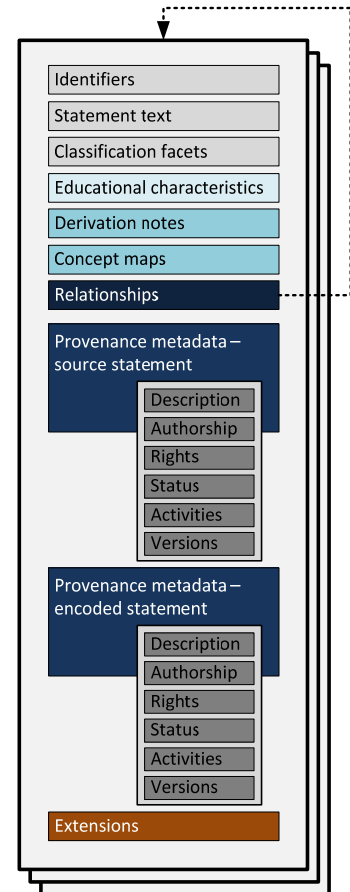 Identifiers
Statement text
Classification facets
Educational characteristics
Derivation notes
Concept maps
Relationships
Provenance metadata –
source statement
Description
Authorship
Rights
Status
Activities
Versions
Provenance metadata –
encoded statement
Description
Authorship
Rights
Status
Activities
Versions
Extensions